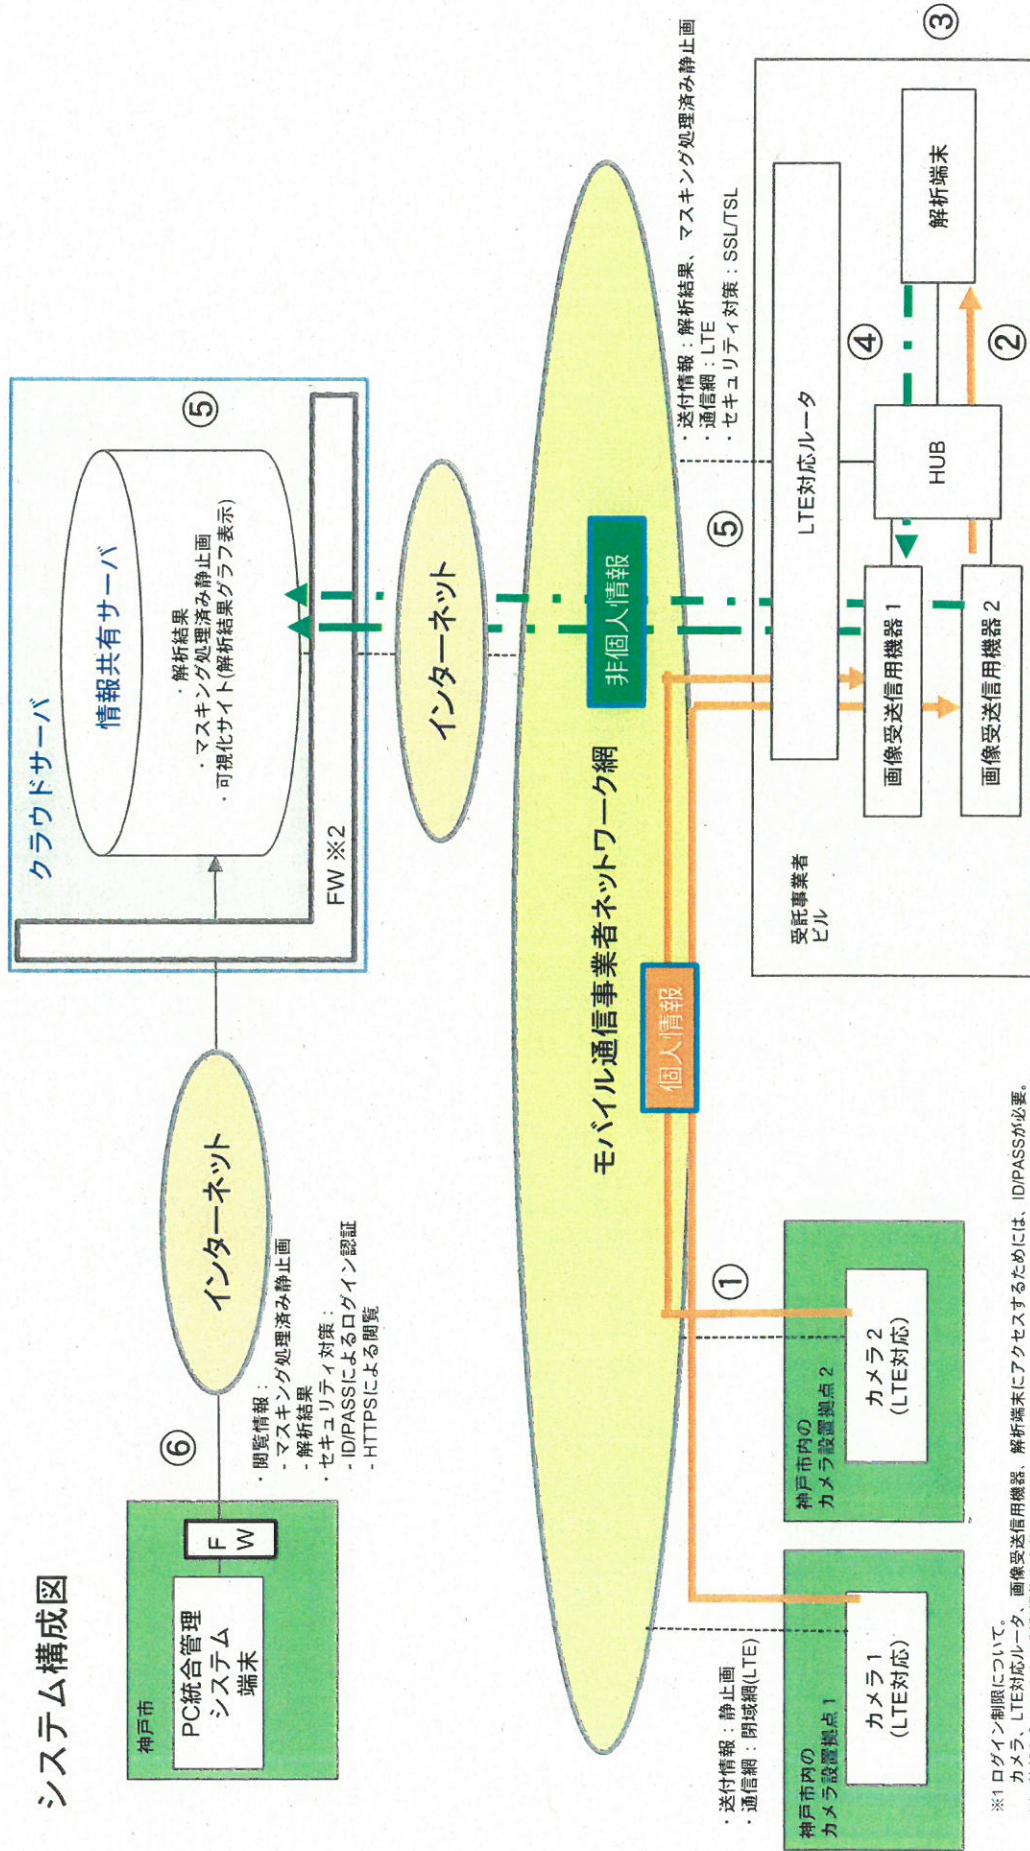 システム構成図
神戸市
PC統合管理
システム
端末
F
W
⑥
・閲覧情報：
- マスキング処理済み静止画
- 解析結果
・セキュリティ対策：
- ID/PASSによるログイン認証
- HTTPSによる閲覧
インターネット
クラウドサーバ
情報共有サーバ
・解析結果
・マスキング処理済み静止画
・可視化サイト(解析結果グラフ表示)
⑤
FW ※2
インターネット
モバイル通信事業者ネットワーク網
個人情報
非個人情報
・送付情報：解析結果、マスキング処理済み静止画
・通信網：LTE
・セキュリティ対策：SSL/TSL
⑤
・送付情報：静止画
・通信網：閉域網(LTE)
①
神戸市内の
カメラ設置拠点1
カメラ1
(LTE対応)
神戸市内の
カメラ設置拠点2
カメラ2
(LTE対応)
受託事業者
ビル
③
LTE対応ルータ
画像受送信用機器1
画像受送信用機器2
HUB
④
②
解析端末
※1 ログイン制限について。
カメラ、LTE対応ルータ、画像受送信用機器、解析端末にアクセスするためには、ID/PASSが必要。